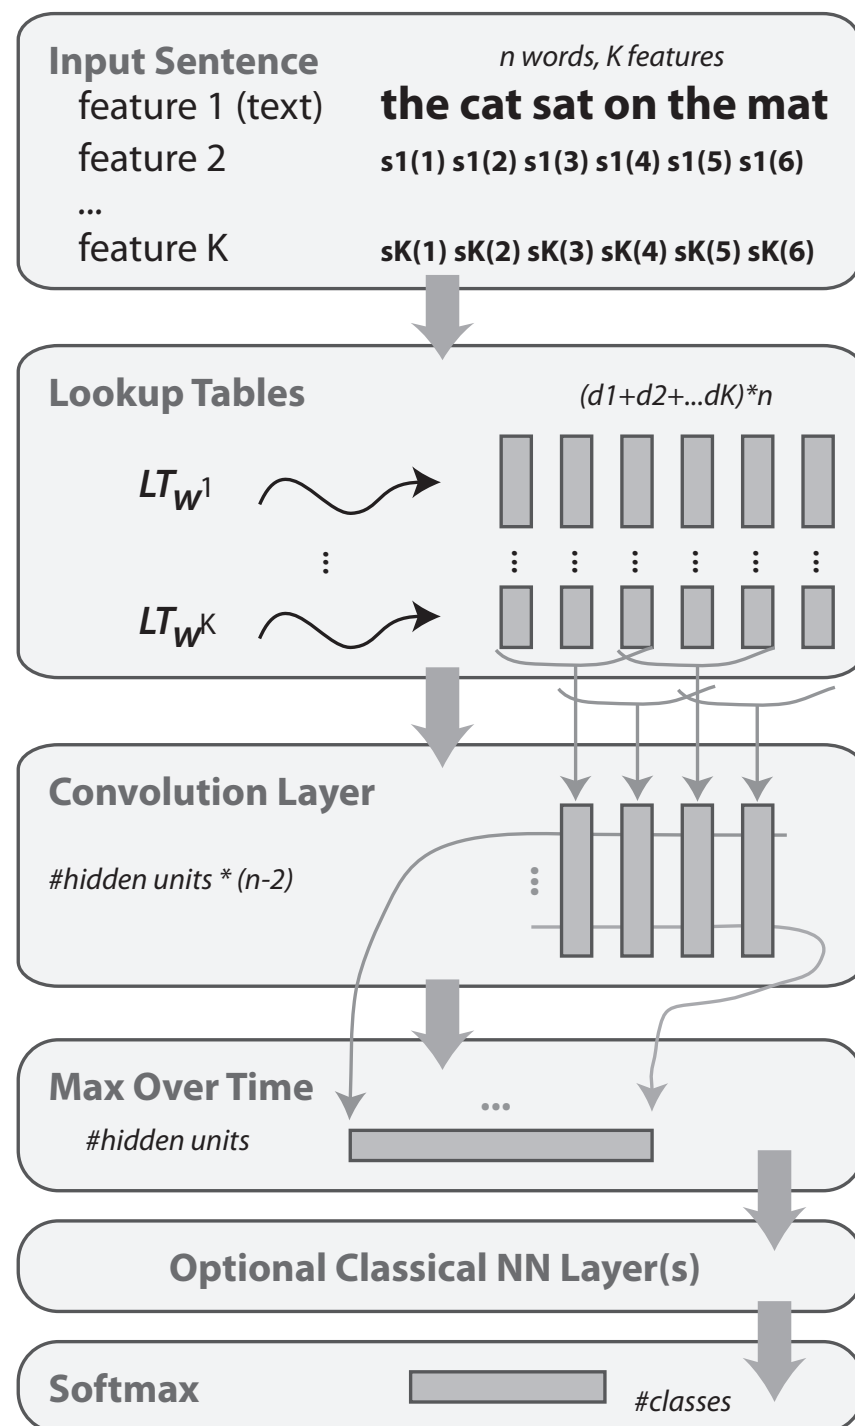 Input Sentence
n words, K features
feature 1 (text) the cat sat on the mat
feature 2 s1(1) s1(2) s1(3) s1(4) s1(5) s1(6)
...
feature K sK(1) sK(2) sK(3) sK(4) sK(5) sK(6)
Lookup Tables
(d1+d2+...dK)*n
LTW1
...
LTWK
Convolution Layer
#hidden units * (n-2)
Max Over Time
...
#hidden units
Optional Classical NN Layer(s)
Softmax
#classes